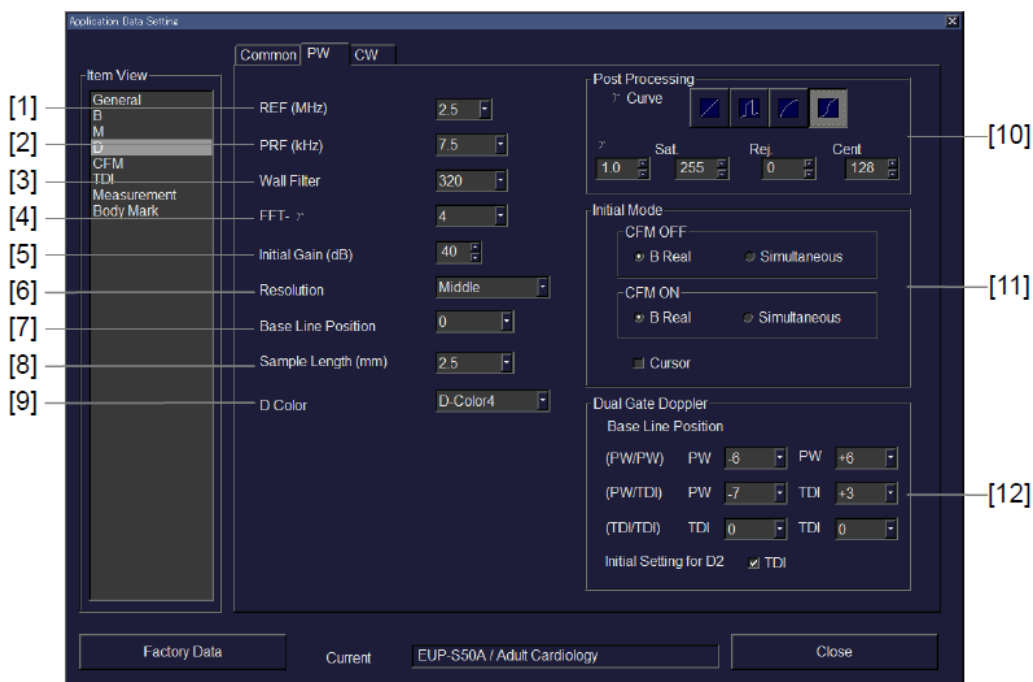 Application Data Setting
Common PW CW
Item View
General
B
M
D
CFM
TDI
Measurement
Body Mark
[1] REF (MHz) 2.5
[2] PRF (kHz) 7.5
[3] Wall Filter 320
[4] FFT- γ 4
[5] Initial Gain (dB) 40
[6] Resolution Middle
[7] Base Line Position 0
[8] Sample Length (mm) 2.5
[9] D Color D-Color4
Post Processing
γ Curve
[10]
γ Sat. Rej. Cent
1.0 255 0 128
Initial Mode
CFM OFF
B Real Simultaneous
[11]
CFM ON
B Real Simultaneous
Cursor
Dual Gate Doppler
Base Line Position
(PW/PW) PW -6 PW +6
(PW/TDI) PW -7 TDI +3 [12]
(TDI/TDI) TDI 0 TDI 0
Initial Setting for D2 TDI
Factory Data Current EUP-S50A / Adult Cardiology Close